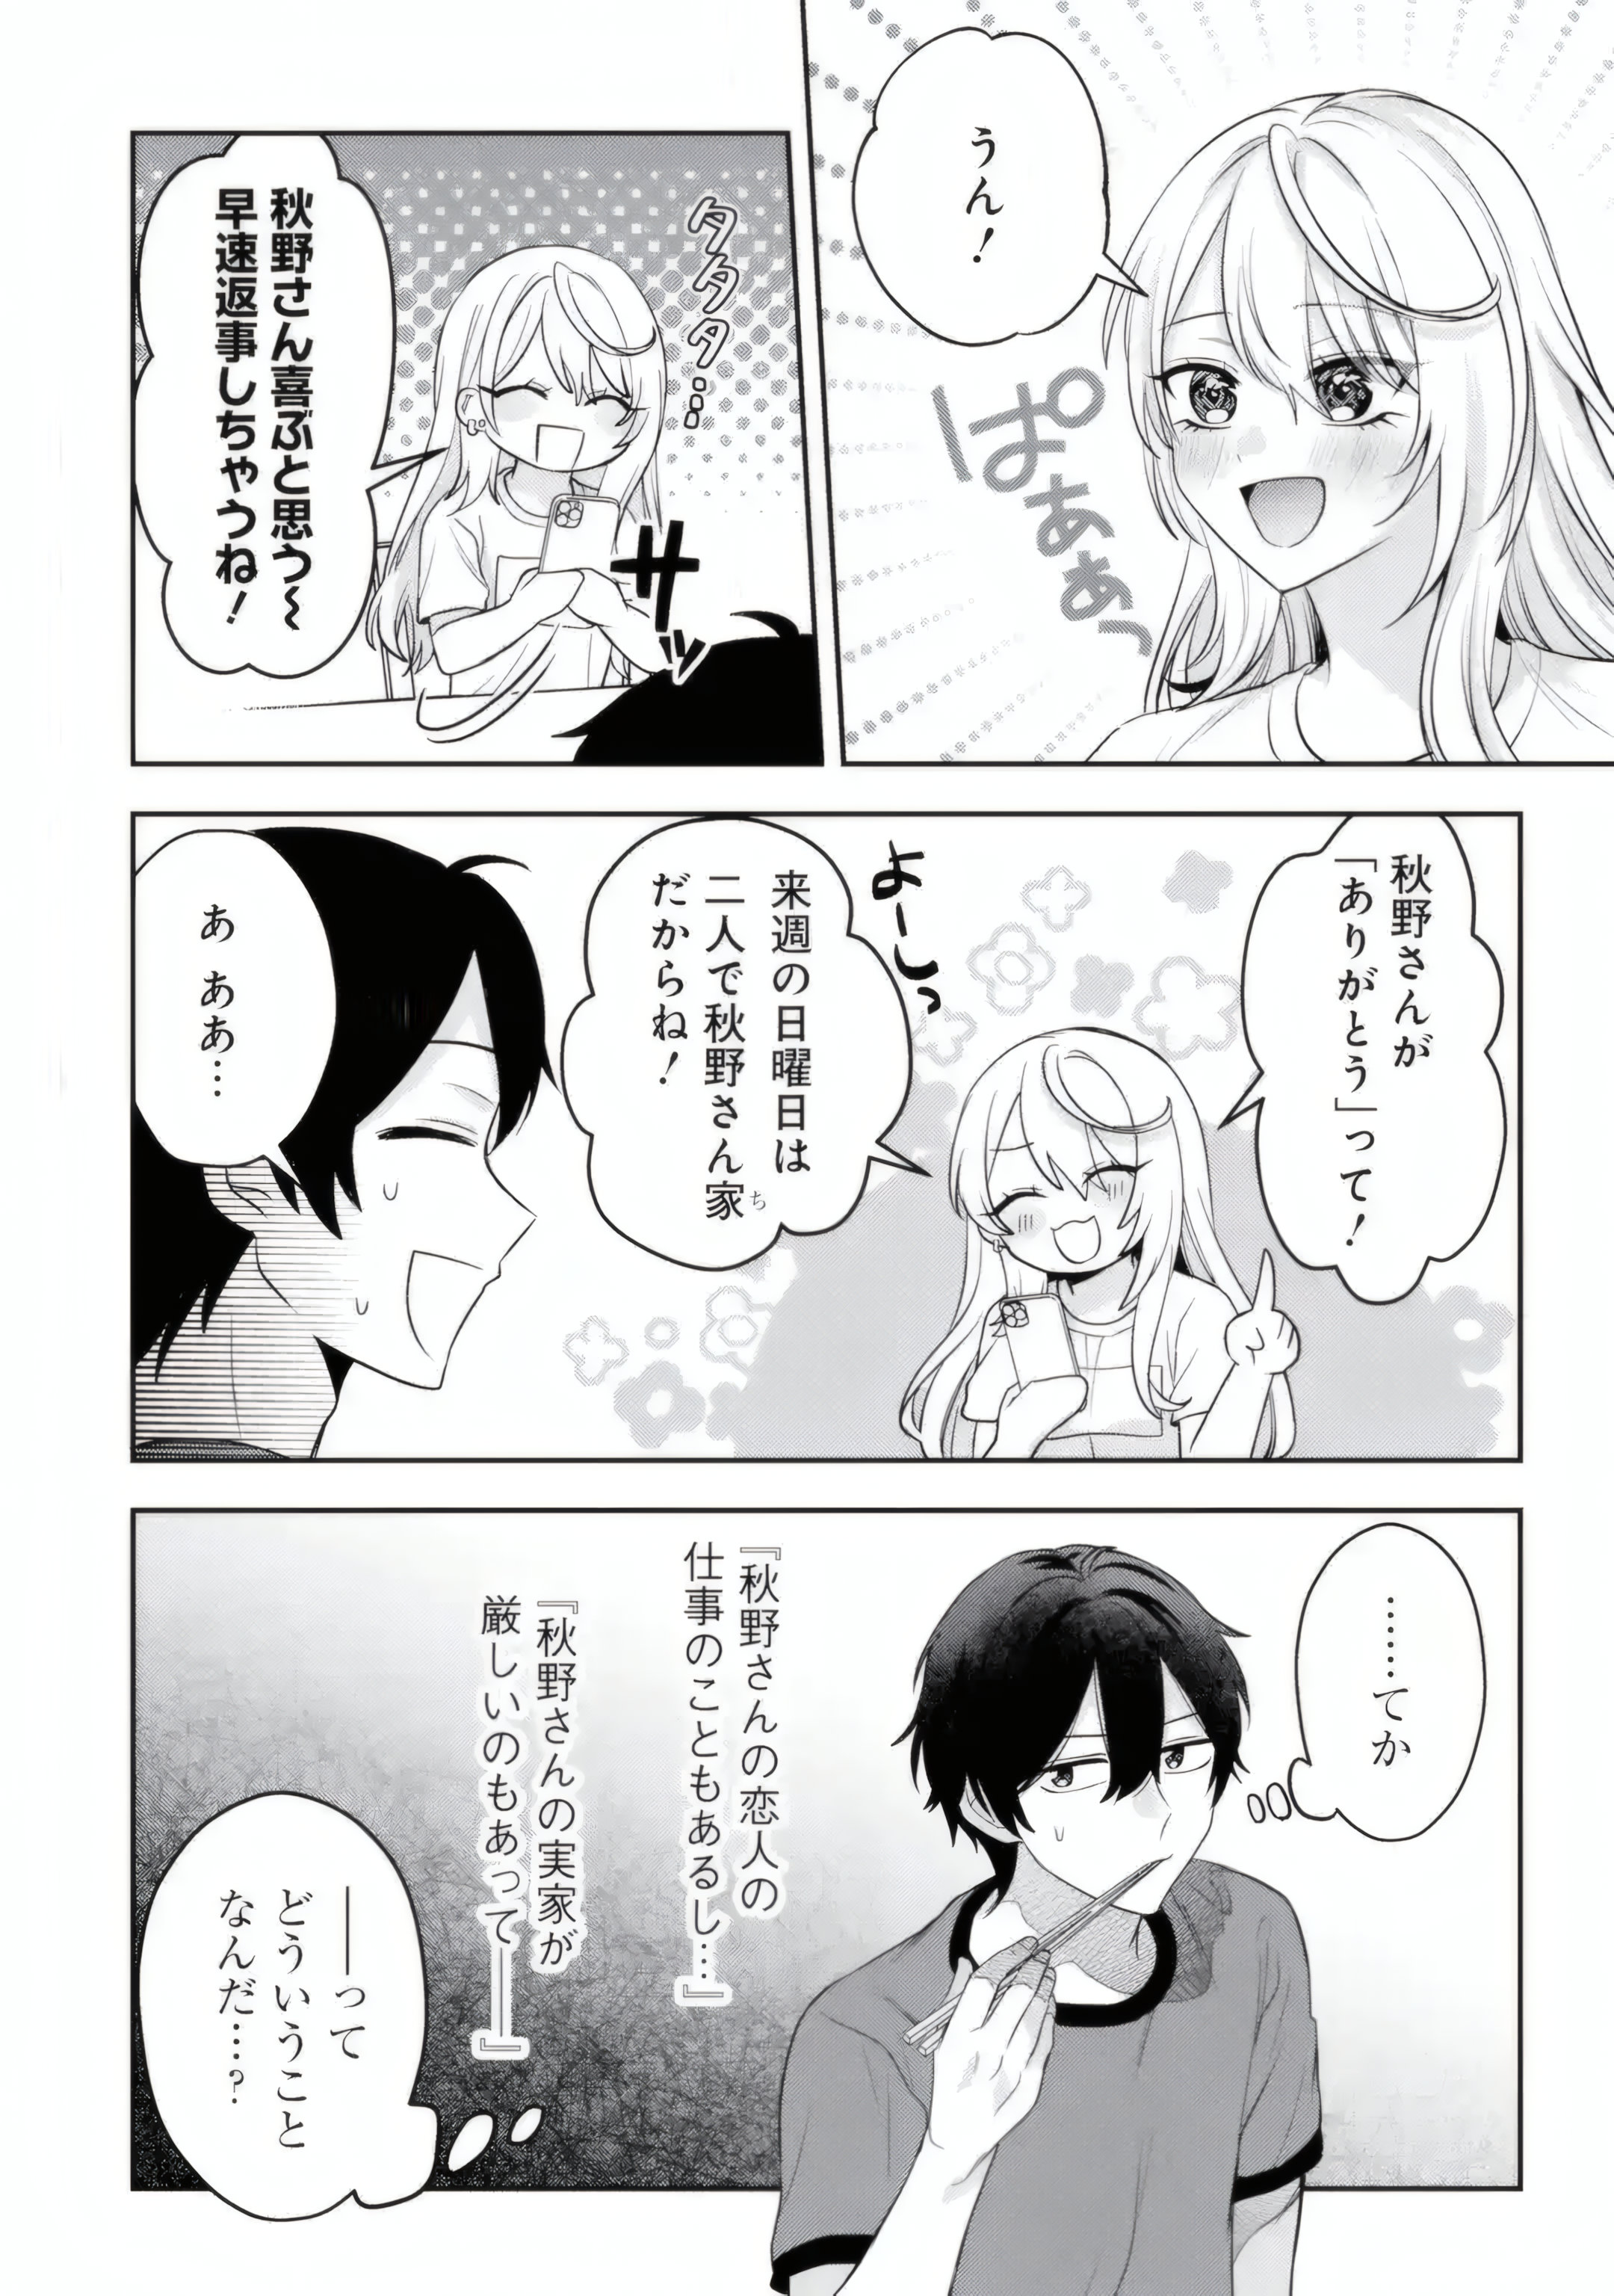 うん！
ぱあぁっ
秋野さん喜ぶと思う〜
早速返事しちゃうね！
タタタ…
サッ
秋野さんが
「ありがとう」って！
よーしっ
来週の日曜日は
二人で秋野さん家
ち
だからね！
あ ああ…
……てか
『秋野さんの恋人の
仕事のこともあるし…』
『秋野さんの実家が
厳しいのもあって──』
──って
どういうこと
なんだ…？